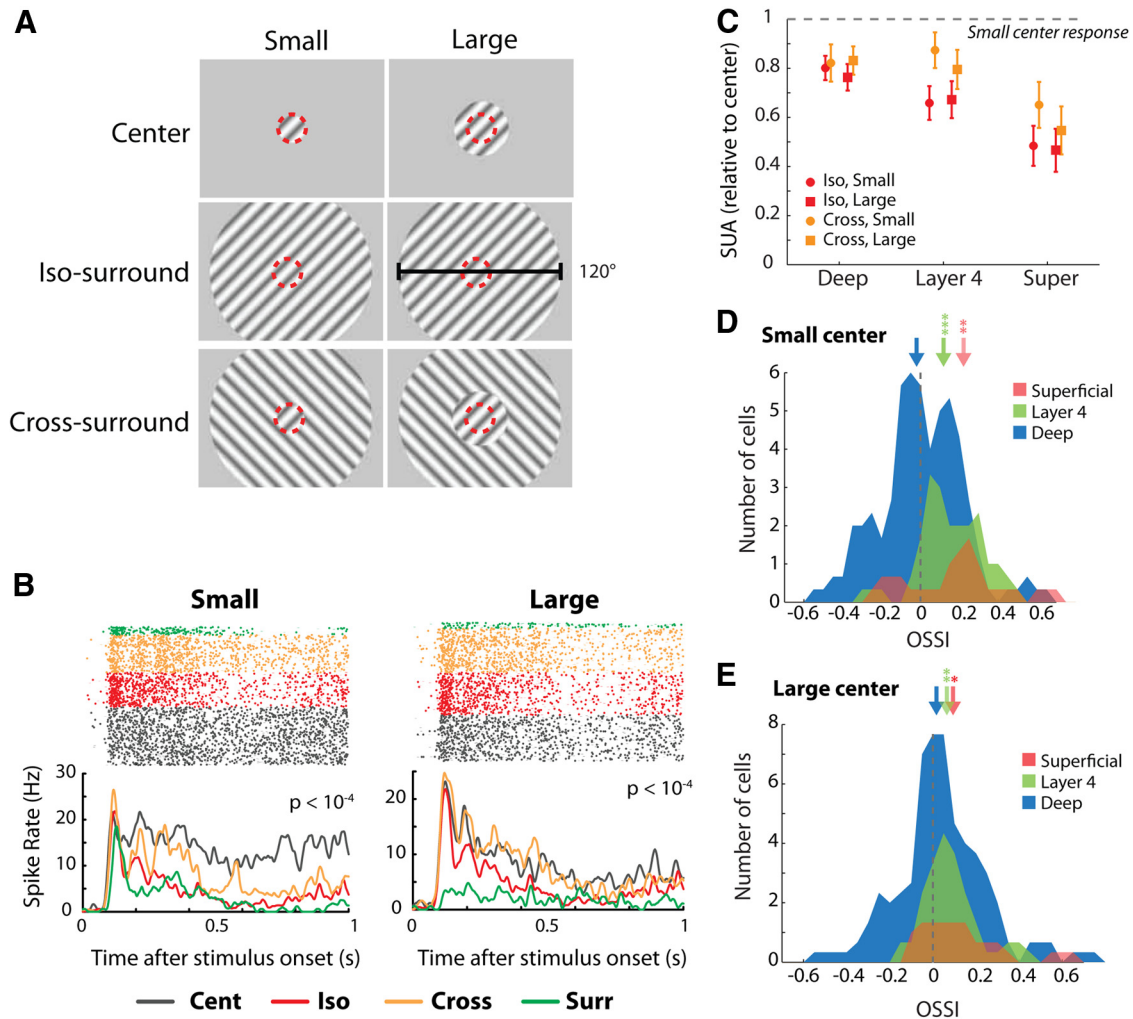 A
Small Large
Center
Iso-surround
120°
Cross-surround
B
Small Large
Spike Rate (Hz)
30
20
10
0
p < 10-4
0 0.5 1
Time after stimulus onset (s)
20
10
0
p < 10-4
0 0.5 1
Time after stimulus onset (s)
Cent Iso Cross Surr
C
SUA (relative to center)
1
0.8
0.6
0.4
0.2
0
Small center response
Iso, Small
Iso, Large
Cross, Small
Cross, Large
Deep Layer 4 Super
D
Small center
*** **
Number of cells
6
5
4
3
2
1
0
Superficial
Layer 4
Deep
-0.6 -0.4 -0.2 0 0.2 0.4 0.6
OSSI
E
Large center
** *
Number of cells
8
6
4
2
0
Superficial
Layer 4
Deep
-0.6 -0.4 -0.2 0 0.2 0.4 0.6
OSSI